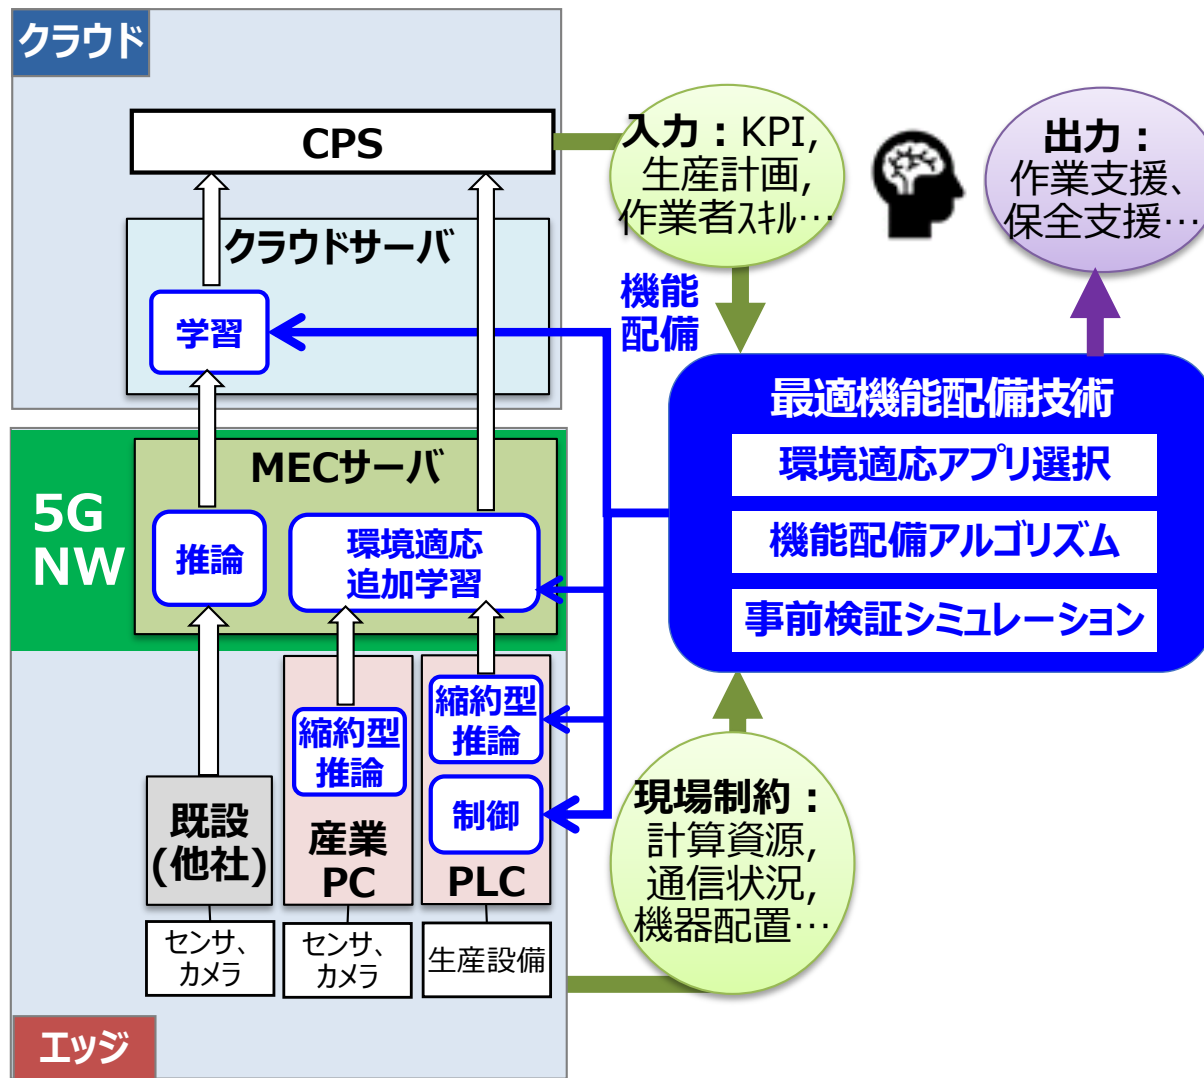 クラウド
CPS
クラウドサーバ
学習
5G
NW
MECサーバ
推論
環境適応
追加学習
縮約型
推論
縮約型
推論
制御
既設
(他社)
産業
PC
PLC
センサ、
カメラ
センサ、
カメラ
生産設備
エッジ
入力：KPI,
生産計画,
作業者ｽｷﾙ…
出力：
作業支援、
保全支援…
機能
配備
最適機能配備技術
環境適応アプリ選択
機能配備アルゴリズム
事前検証シミュレーション
現場制約：
計算資源,
通信状況,
機器配置…